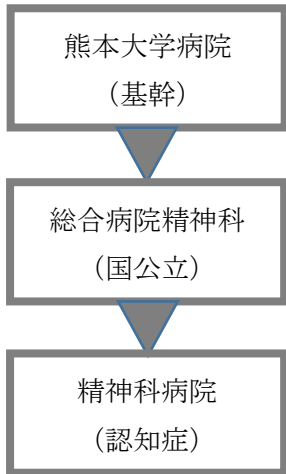 熊本大学病院
（基幹）
総合病院精神科
（国公立）
精神科病院
（認知症）